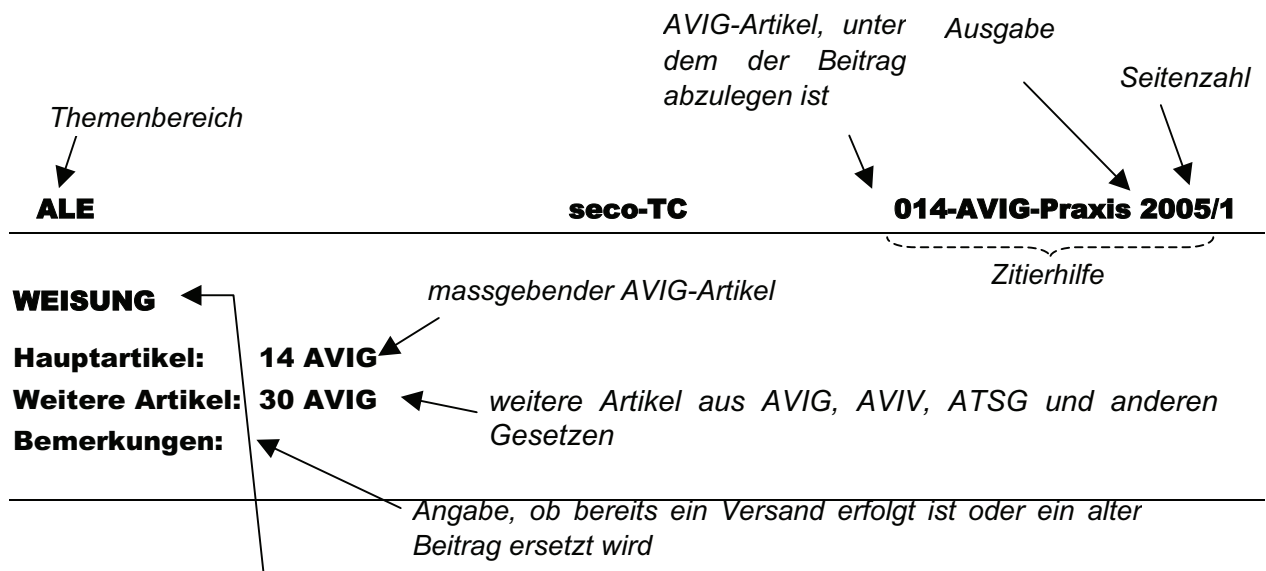 AVIG-Artikel, unter
dem der Beitrag
abzulegen ist
Ausgabe
Seitenzahl
Themenbereich
ALE seco-TC 014-AVIG-Praxis 2005/1
Zitierhilfe
WEISUNG
massgebender AVIG-Artikel
Hauptartikel: 14 AVIG
Weitere Artikel: 30 AVIG
weitere Artikel aus AVIG, AVIV, ATSG und anderen
Gesetzen
Bemerkungen:
Angabe, ob bereits ein Versand erfolgt ist oder ein alter
Beitrag ersetzt wird